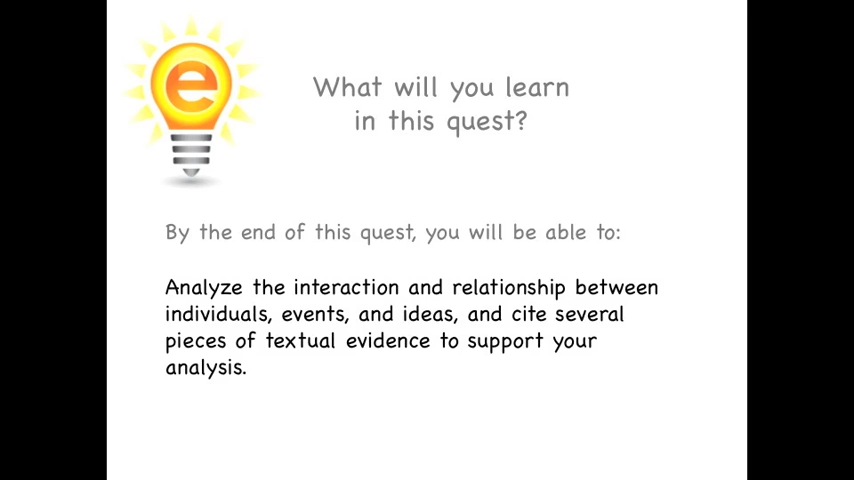 e
What will you learn
in this quest?
By the end of this quest, you will be able to:
Analyze the interaction and relationship between
individuals, events, and ideas, and cite several
pieces of textual evidence to support your
analysis.